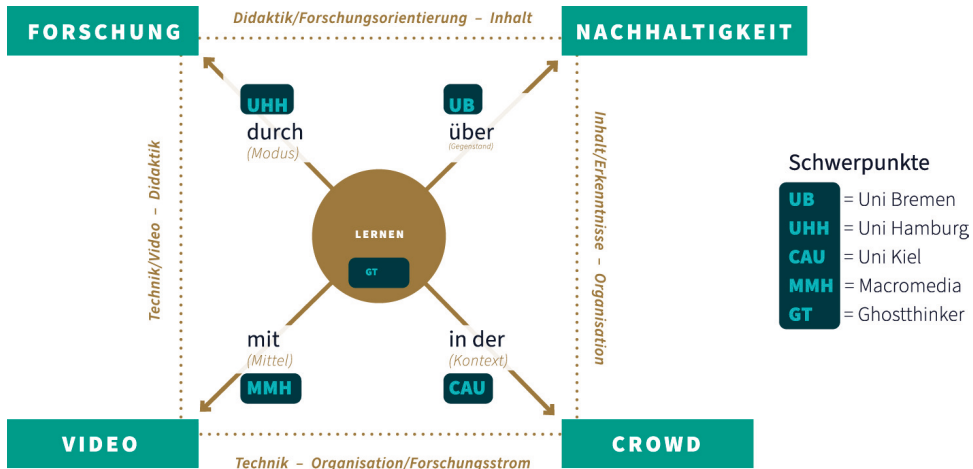 Didaktik/Forschungsorientierung – Inhalt
FORSCHUNG
NACHHALTIGKEIT
UHH
durch
(Modus)
UB
über
(Gegenstand)
Technik/Video – Didaktik
Inhalt/Erkenntnisse – Organisation
LERNEN
GT
mit
(Mittel)
MMH
in der
(Kontext)
CAU
VIDEO
CROWD
Technik – Organisation/Forschungsstrom
Schwerpunkte
UB = Uni Bremen
UHH = Uni Hamburg
CAU = Uni Kiel
MMH = Macromedia
GT = Ghostthinker